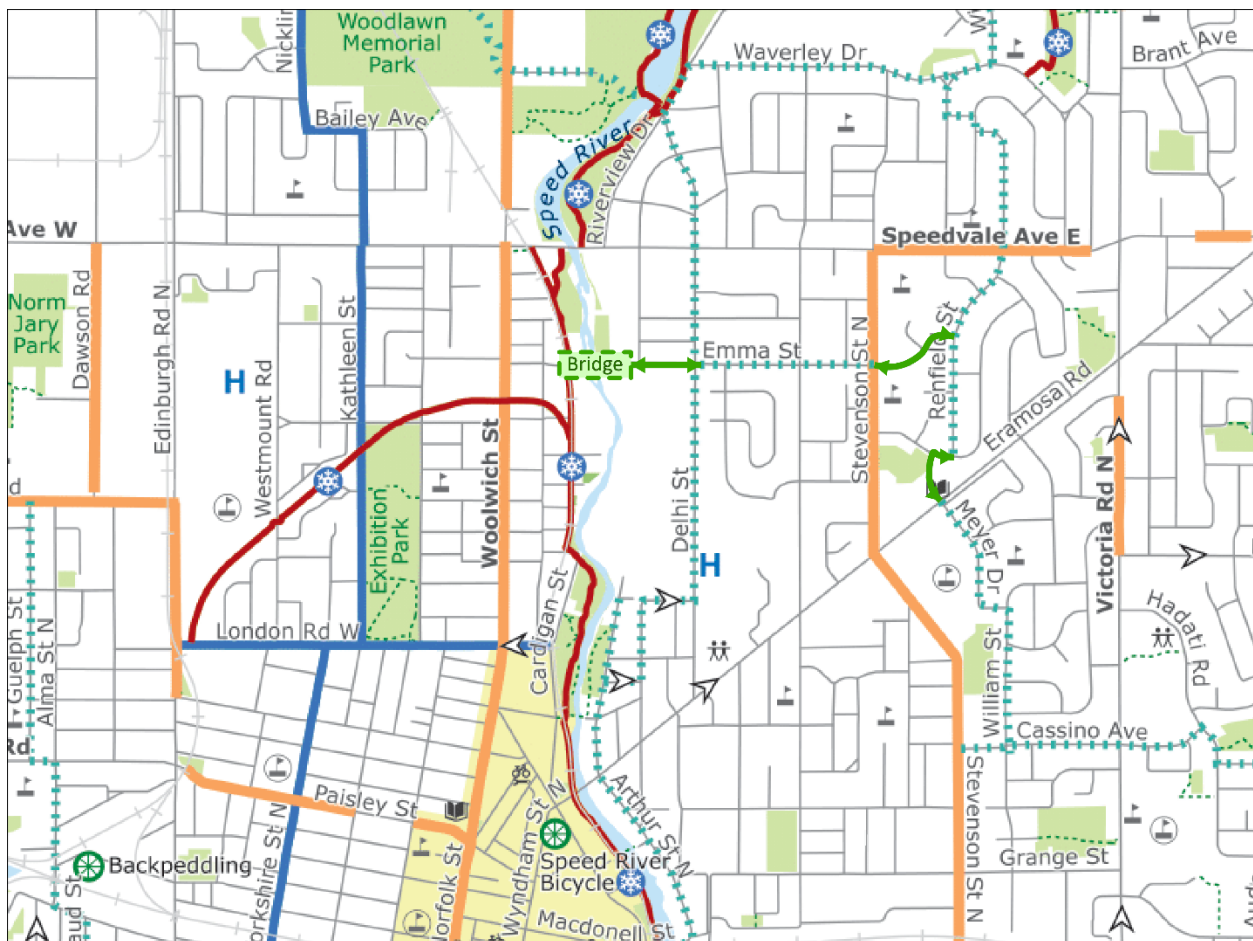 Woodlawn
Memorial
Park
Waverley Dr
Brant Ave
Bailey Ave
Speed River
Riverview Dr
Ave W
Speedvale Ave E
Norm
Jary
Park
Dawson Rd
Edinburgh Rd N
Kathleen St
Westmount Rd
H
Bridge
Emma St
Stevenson St N
Renfield St
Eramosa Rd
Woolwich St
Exhibition
Park
Delhi St
H
Meyer Dr
Victoria Rd N
Hadati Rd
d
Guelph St
Alma St N
London Rd W
Cardigan St
William St
Cassino Ave
Rd
Paisley St
Arthur St N
Stevenson St N
Backpeddling
Speed River
Bicycle
Wyndham St N
Grange St
Macdonell St